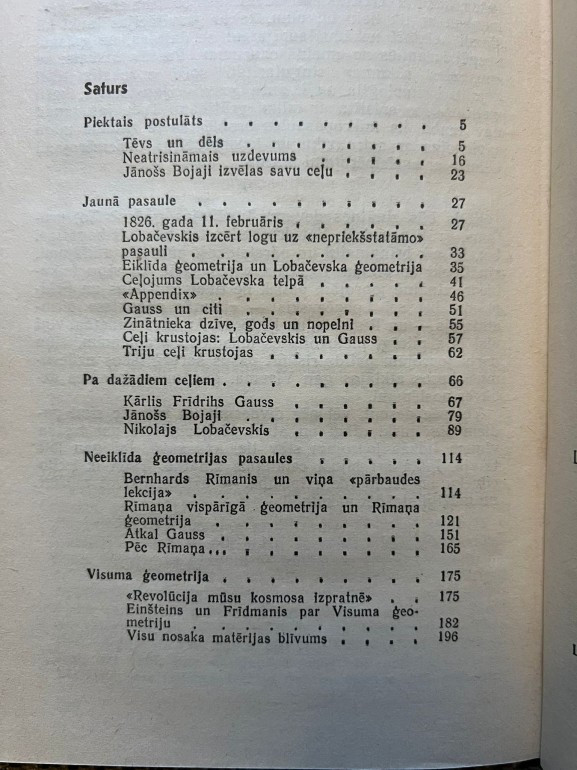 Saturs
Piektais postulāts . . . . . . . . . 5
Tēvs un dēls . . . . . . . 5
Neatrisināmais uzdevums . . . . 16
Jānošs Bojaji izvēlas savu ceļu . . . 23
Jaunā pasaule . . . . . . . . . 27
1826. gada 11. februāris . . . . . 27
Lobačevskis izcērt logu uz «nepriekšstatāmo»
pasauli . . . . . . . . . 33
Eiklīda ģeometrija un Lobačevska ģeometrija 35
Ceļojums Lobačevska telpā . . . . 41
«Appendix» . . . . . . . . 46
Gauss un citi . . . . . . . 51
Zinātnieka dzīve, gods un nopelni . . . 55
Ceļi krustojas: Lobačevskis un Gauss . . 57
Triju ceļi krustojas . . . . . . 62
Pa dažādiem ceļiem . . . . . . . . 66
Kārlis Frīdrihs Gauss . . . . . 67
Jānošs Bojaji . . . . . . . 79
Nikolajs Lobačevskis . . . . . 89
Neeiklīda ģeometrijas pasaules . . . . 114
Bernhards Rīmanis un viņa «pārbaudes
lekcija» . . . . . . . . . 114
Rīmaņa vispārīgā ģeometrija un Rīmaņa
ģeometrija . . . . . . . . 121
Atkal Gauss . . . . . . . . 151
Pēc Rīmaņa... . . . . . . . 165
Visuma ģeometrija . . . . . . . . 175
«Revolūcija mūsu kosmosa izpratnē» . . 175
Einšteins un Frīdmanis par Visuma ģeo-
metriju . . . . . . . . . 182
Visu nosaka matērijas blīvums . . . . 196